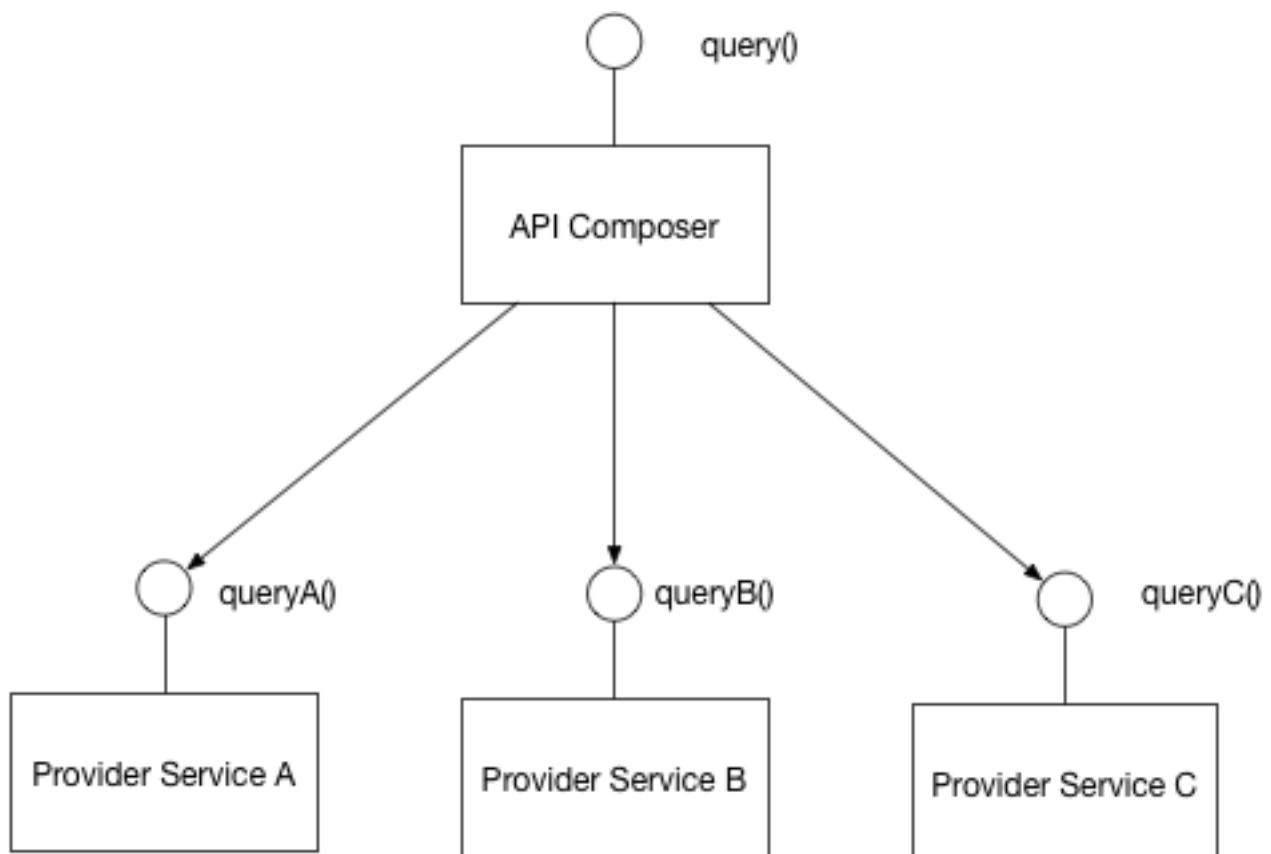 query()
API Composer
queryA()
queryB()
queryC()
Provider Service A
Provider Service B
Provider Service C